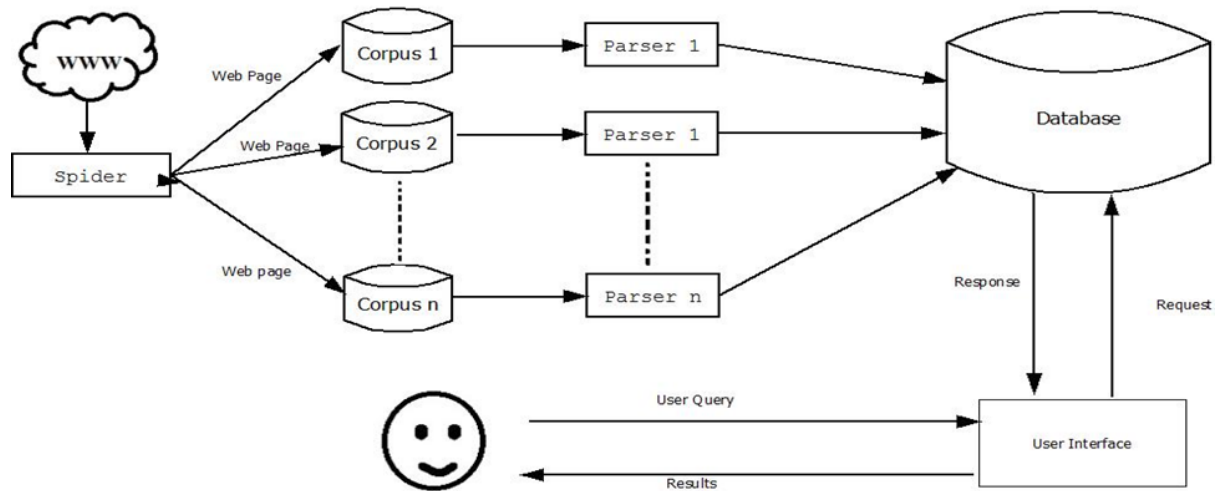 www
Web Page
Corpus 1
Parser 1
Database
Spider
Web Page
Corpus 2
Parser 1
Web page
Corpus n
Parser n
Response
Request
User Query
User Interface
Results